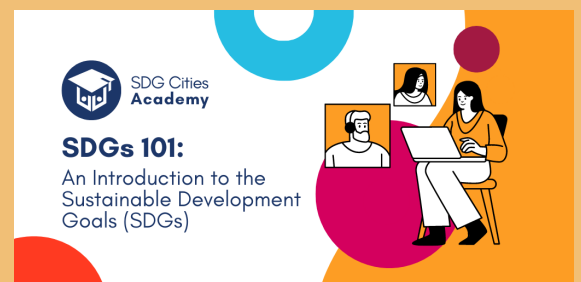 SDG Cities
Academy
SDGs 101:
An Introduction to the
Sustainable Development
Goals (SDGs)